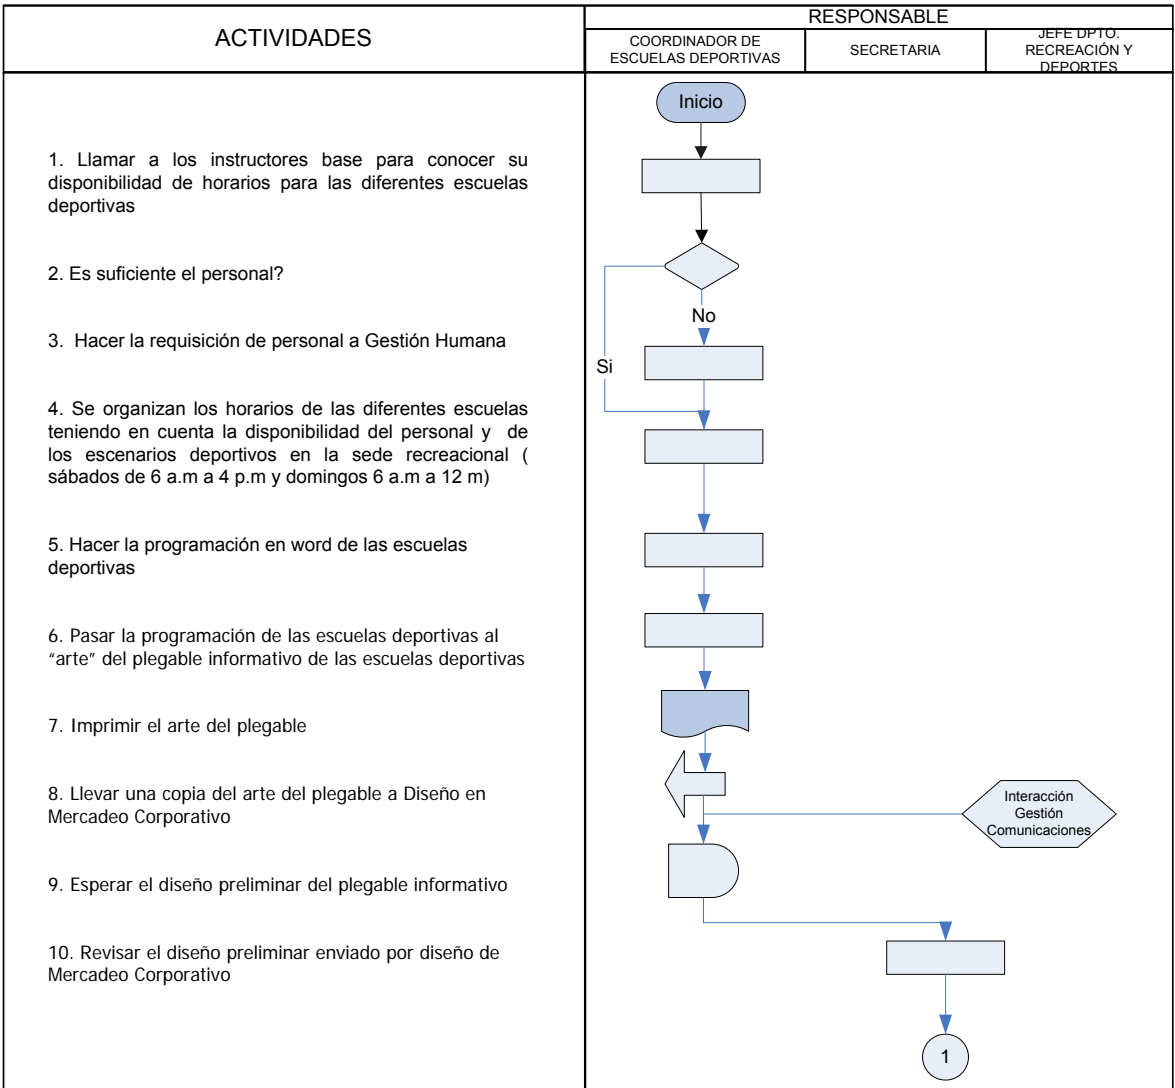 ACTIVIDADES
RESPONSABLE
COORDINADOR DE
ESCUELAS DEPORTIVAS
SECRETARIA
JEFE DPTO.
RECREACIÓN Y
DEPORTES
1. Llamar a los instructores base para conocer su
disponibilidad de horarios para las diferentes escuelas
deportivas
2. Es suficiente el personal?
3. Hacer la requisición de personal a Gestión Humana
4. Se organizan los horarios de las diferentes escuelas
teniendo en cuenta la disponibilidad del personal y de
los escenarios deportivos en la sede recreacional (
sábados de 6 a.m a 4 p.m y domingos 6 a.m a 12 m)
5. Hacer la programación en word de las escuelas
deportivas
6. Pasar la programación de las escuelas deportivas al
“arte” del plegable informativo de las escuelas deportivas
7. Imprimir el arte del plegable
8. Llevar una copia del arte del plegable a Diseño en
Mercadeo Corporativo
9. Esperar el diseño preliminar del plegable informativo
10. Revisar el diseño preliminar enviado por diseño de
Mercadeo Corporativo
Inicio
No
Si
Interacción
Gestión
Comunicaciones
1